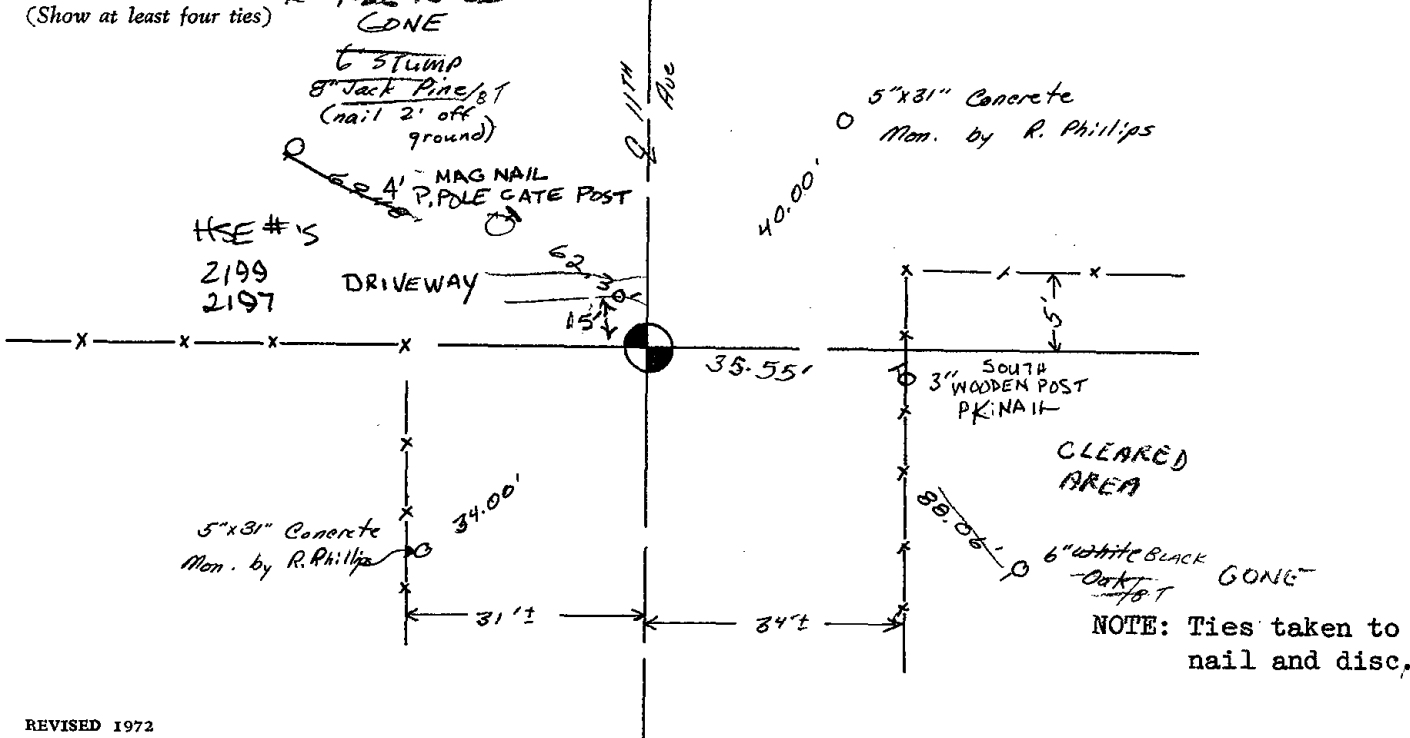 (Show at least four ties)
GONE
6" STUMP
8" Jack Pine/BT
(nail 2' off
ground)
4' MAG NAIL
P.POLE GATE POST
HSE #'S
2199
2197
DRIVEWAY
62.30'
15'
11TH
Ave
5"x31" Concrete
Mon. by R. Phillips
40.00'
5'
35.55'
3" SOUTH
WOODEN POST
PK NAIL
CLEARED
AREA
34.00'
5"x31" Concrete
Mon. by R. Phillips
88.06'
6" White BLACK
Oak/BT
GONE
31'±
34'±
NOTE: Ties taken to
nail and disc.
REVISED 1972